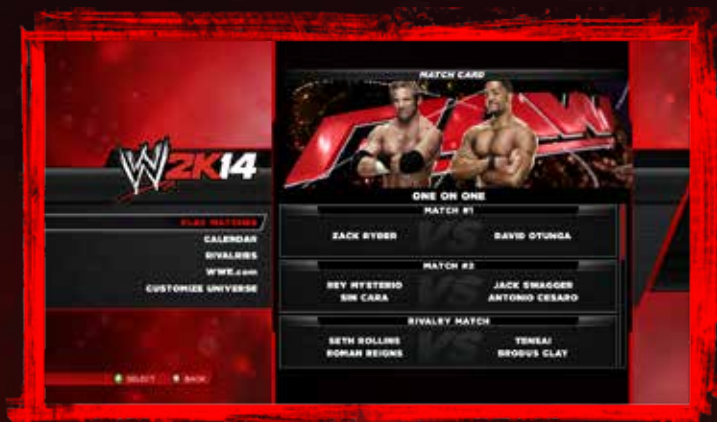 MATCH CARD
RAW
W 2K14
ONE ON ONE
MATCH #1
ZACK RYDER VS DAVID OTUNGA
MATCH #2
REY MYSTERIO JACK SWAGGER
VS
SIN CARA ANTONIO CESARO
RIVALRY MATCH
SETH ROLLINS TENSAI
VS
ROMAN REIGNS BRODUS CLAY
PLAY MATCHES
CALENDAR
RIVALRIES
WWE.com
CUSTOMIZE UNIVERSE
A SELECT B BACK